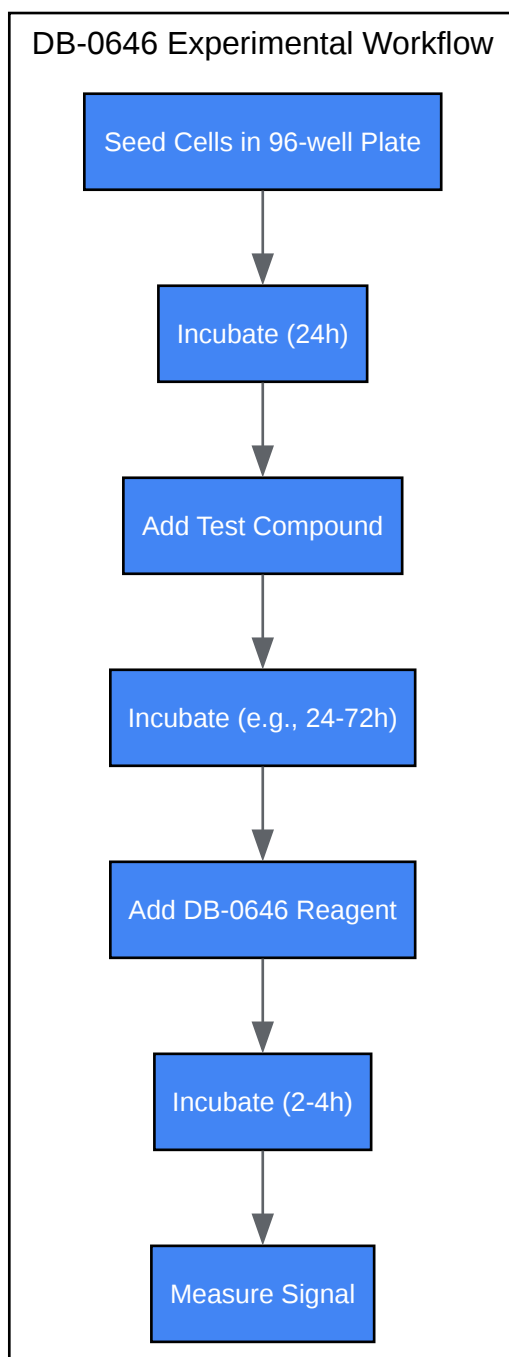 DB-0646 Experimental Workflow
Seed Cells in 96-well Plate
Incubate (24h)
Add Test Compound
Incubate (e.g., 24-72h)
Add DB-0646 Reagent
Incubate (2-4h)
Measure Signal